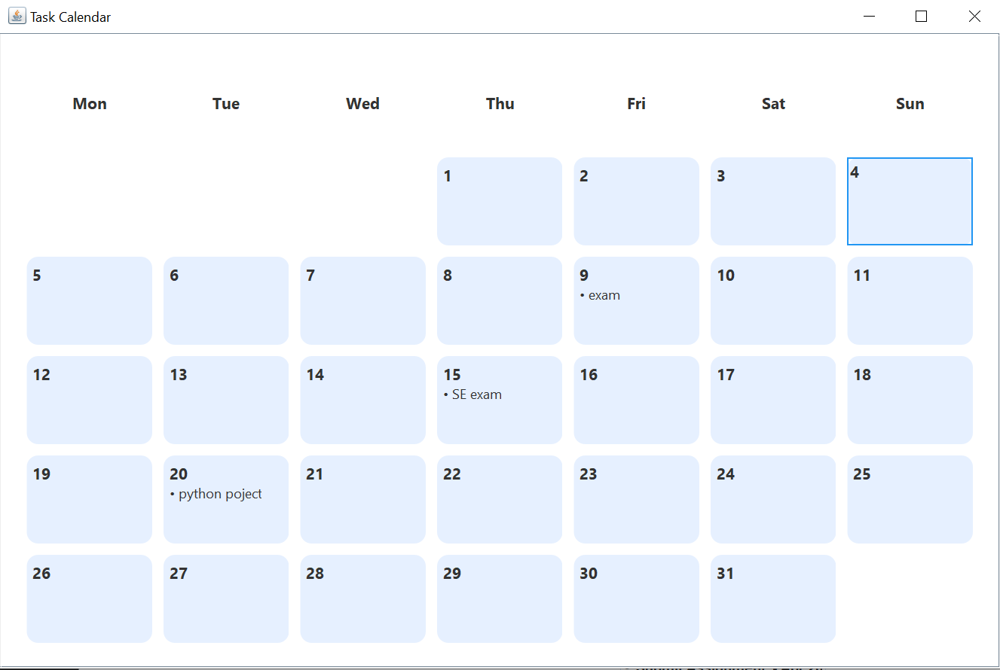 Task Calendar
Mon Tue Wed Thu Fri Sat Sun
1 2 3 4
5 6 7 8 9 10 11
• exam
12 13 14 15 16 17 18
• SE exam
19 20 21 22 23 24 25
• python poject
26 27 28 29 30 31